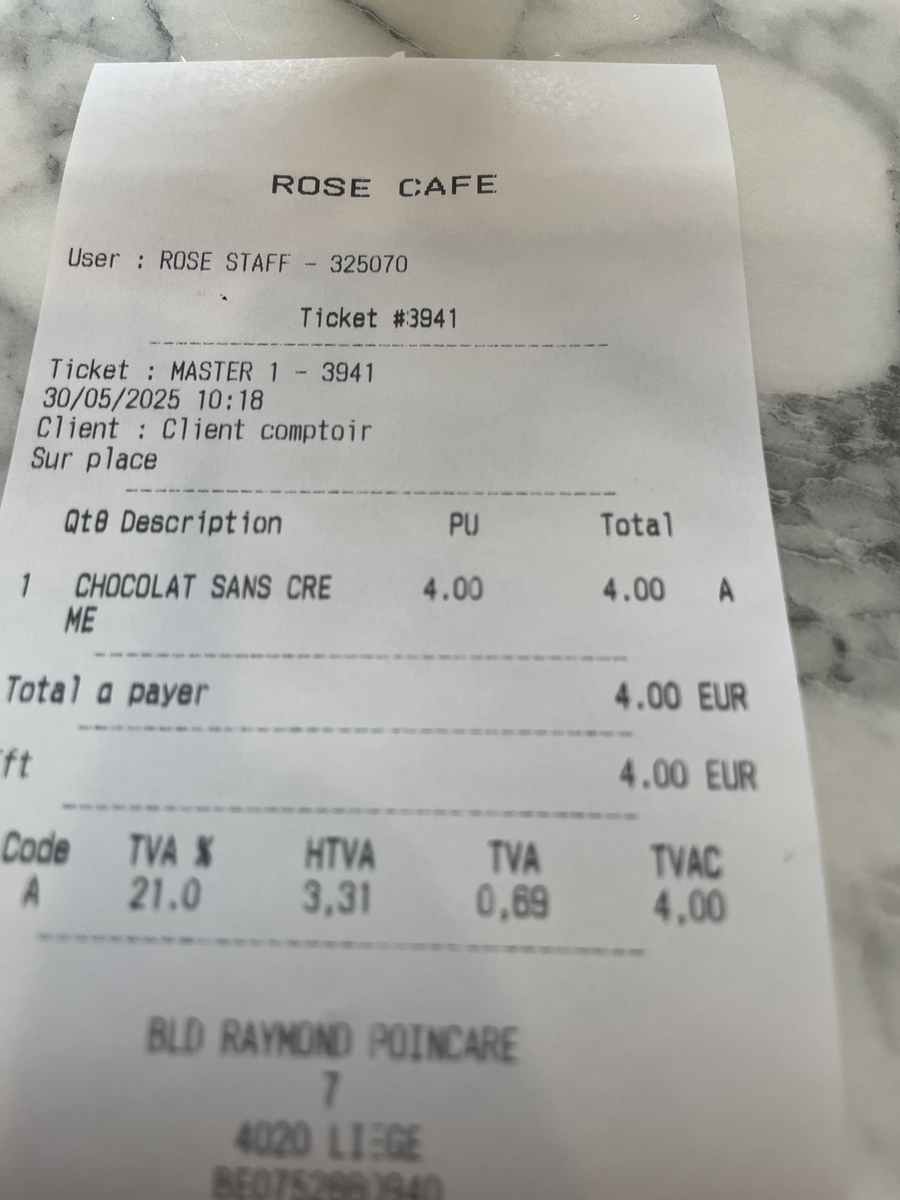 ROSE CAFE
User : ROSE STAFF - 325070
Ticket #3941
Ticket : MASTER 1 - 3941
30/05/2025 10:18
Client : Client comptoir
Sur place
Qt0 Description PU Total
1 CHOCOLAT SANS CRE 4.00 4.00 A
ME
Total a payer 4.00 EUR
ft 4.00 EUR
Code TVA % HTVA TVA TVAC
A 21.0 3,31 0,69 4,00
BLD RAYMOND POINCARE
7
4020 LIEGE